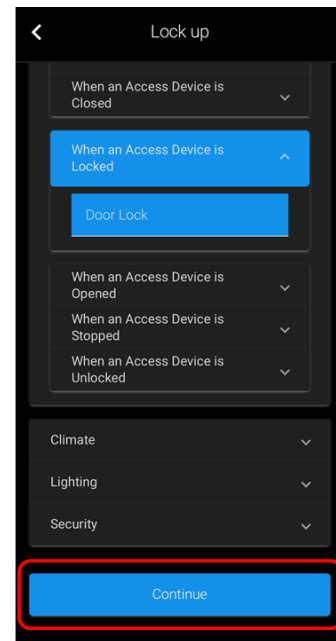 Lock up
When an Access Device is
Closed
When an Access Device is
Locked
Door Lock
When an Access Device is
Opened
When an Access Device is
Stopped
When an Access Device is
Unlocked
Climate
Lighting
Security
Continue